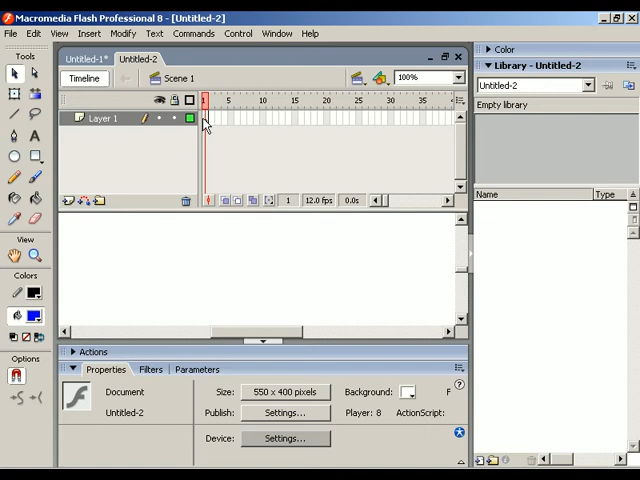 Macromedia Flash Professional 8 - [Untitled-2]
File Edit View Insert Modify Text Commands Control Window Help
Tools
View
Colors
Options
Untitled-1* Untitled-2
Timeline Scene 1 100%
1 5 10 15 20 25 30 35
Layer 1
1 12.0 fps 0.0s
Actions
Properties Filters Parameters
Document Size: 550 x 400 pixels Background: F
Untitled-2 Publish: Settings... Player: 8 ActionScript:
Device: Settings...
Color
Library - Untitled-2
Untitled-2
Empty library
Name Type